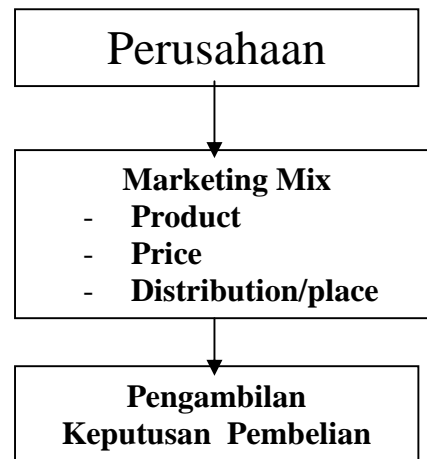 Perusahaan
Marketing Mix
- Product
- Price
- Distribution/place
Pengambilan
Keputusan Pembelian